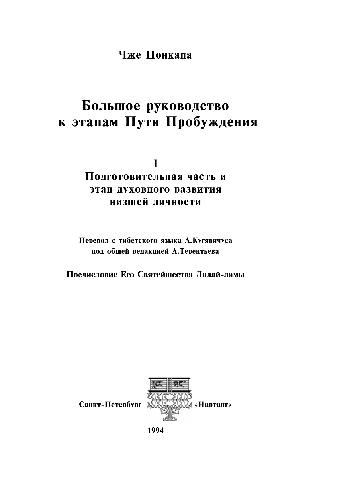 Чже Цонкапа
Большое руководство
к этапам Пути Пробуждения
I
Подготовительная часть и
этап духовного развития
низшей личности
Перевод с тибетского языка А.Кугявичуса
под общей редакцией А.Терентьева
Послесловие Его Святейшества Далай-ламы
Санкт-Петербург «Нартанг»
1994